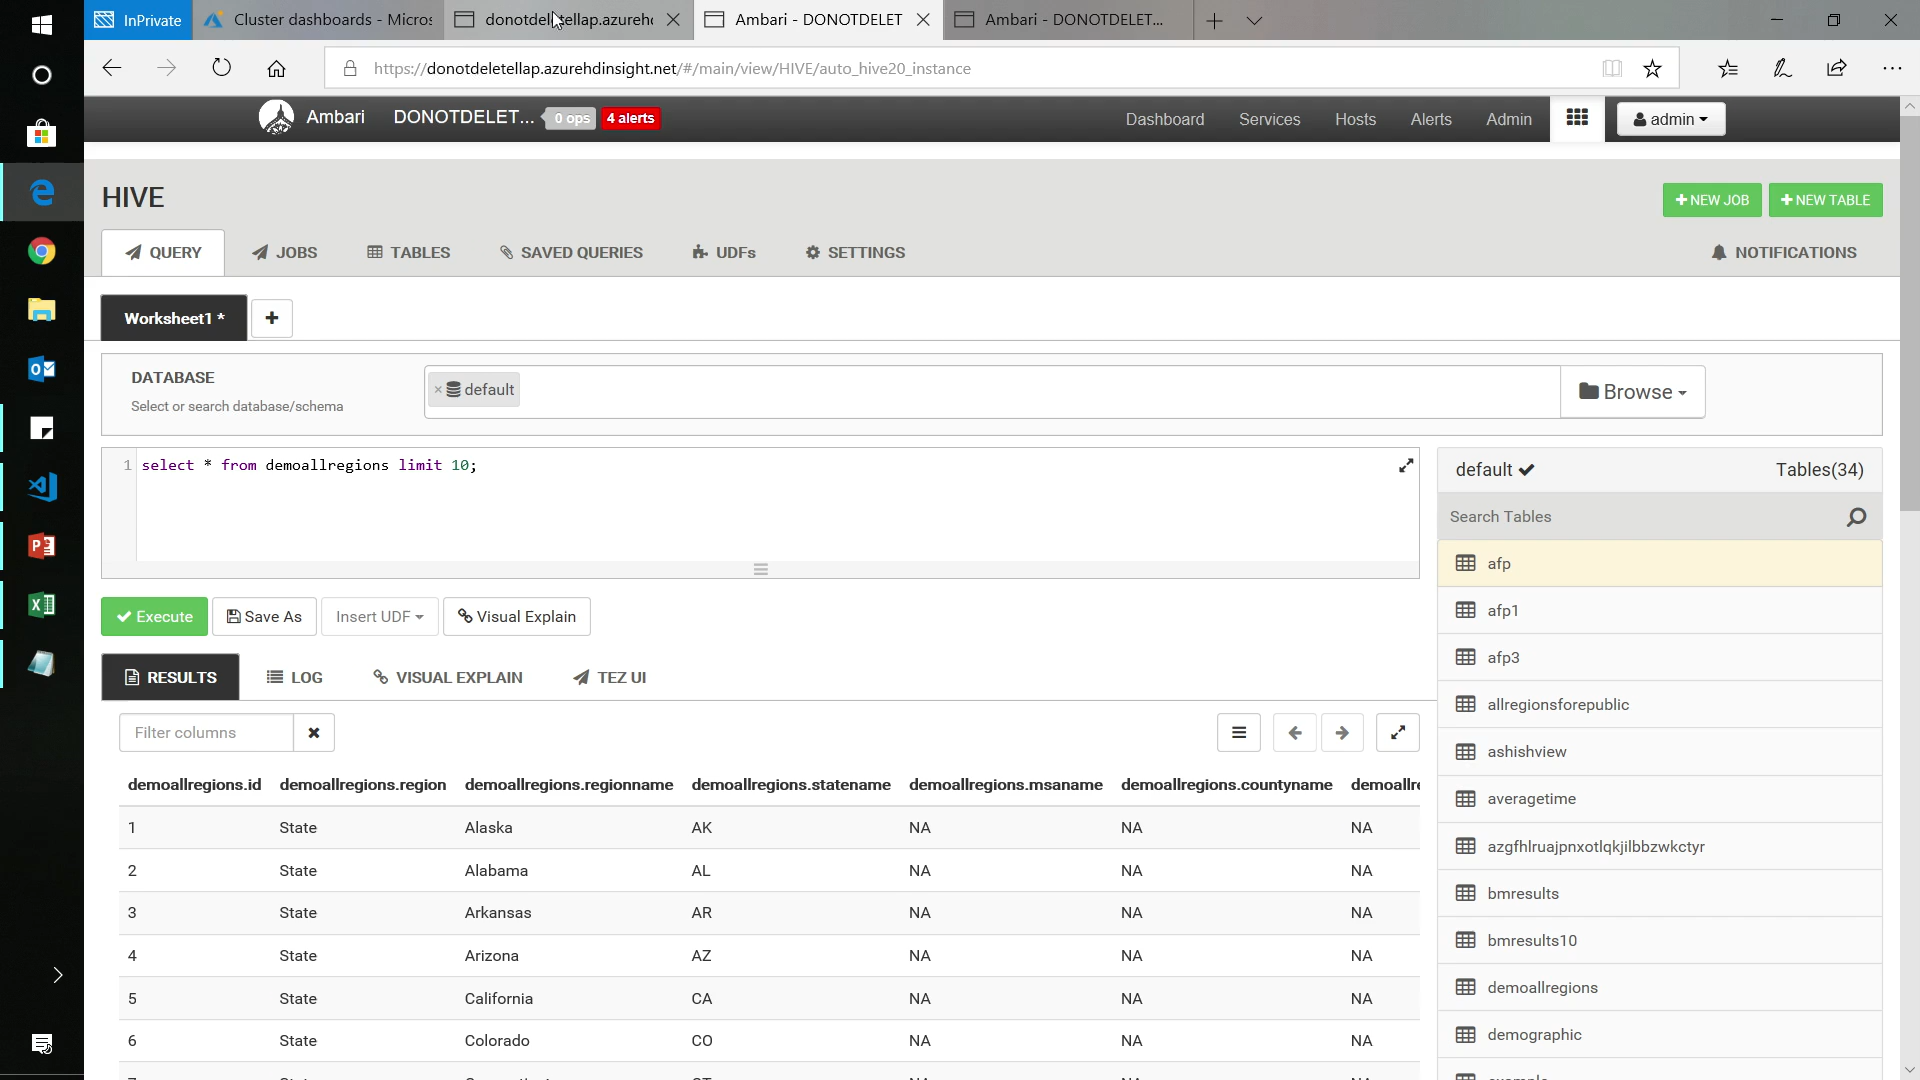 InPrivate
Cluster dashboards - Micros
Ambari - DONOTDELET
Ambari - DONOTDELET...
https://donotdeletellap.azurehdinsight.net/#/main/view/HIVE/auto_hive20_instance
Ambari DONOTDELET... 0 ops 4 alerts Dashboard Services Hosts Alerts Admin admin
HIVE
+NEW JOB +NEW TABLE
QUERY JOBS TABLES SAVED QUERIES UDFs SETTINGS NOTIFICATIONS
Worksheet1 * +
DATABASE
Select or search database/schema
× default
Browse
1 select * from demoallregions limit 10;
default Tables(34)
Search Tables
afp
afp1
afp3
allregionsforepublic
ashishview
averagetime
azgfhlruajpnxotlqkjilbbzwkctyr
bmresults
bmresults10
demoallregions
demographic
Execute Save As Insert UDF Visual Explain
RESULTS LOG VISUAL EXPLAIN TEZ UI
Filter columns
demoallregions.id demoallregions.region demoallregions.regionname demoallregions.statename demoallregions.msaname demoallregions.countyname demoallre
1 State Alaska AK NA NA NA
2 State Alabama AL NA NA NA
3 State Arkansas AR NA NA NA
4 State Arizona AZ NA NA NA
5 State California CA NA NA NA
6 State Colorado CO NA NA NA